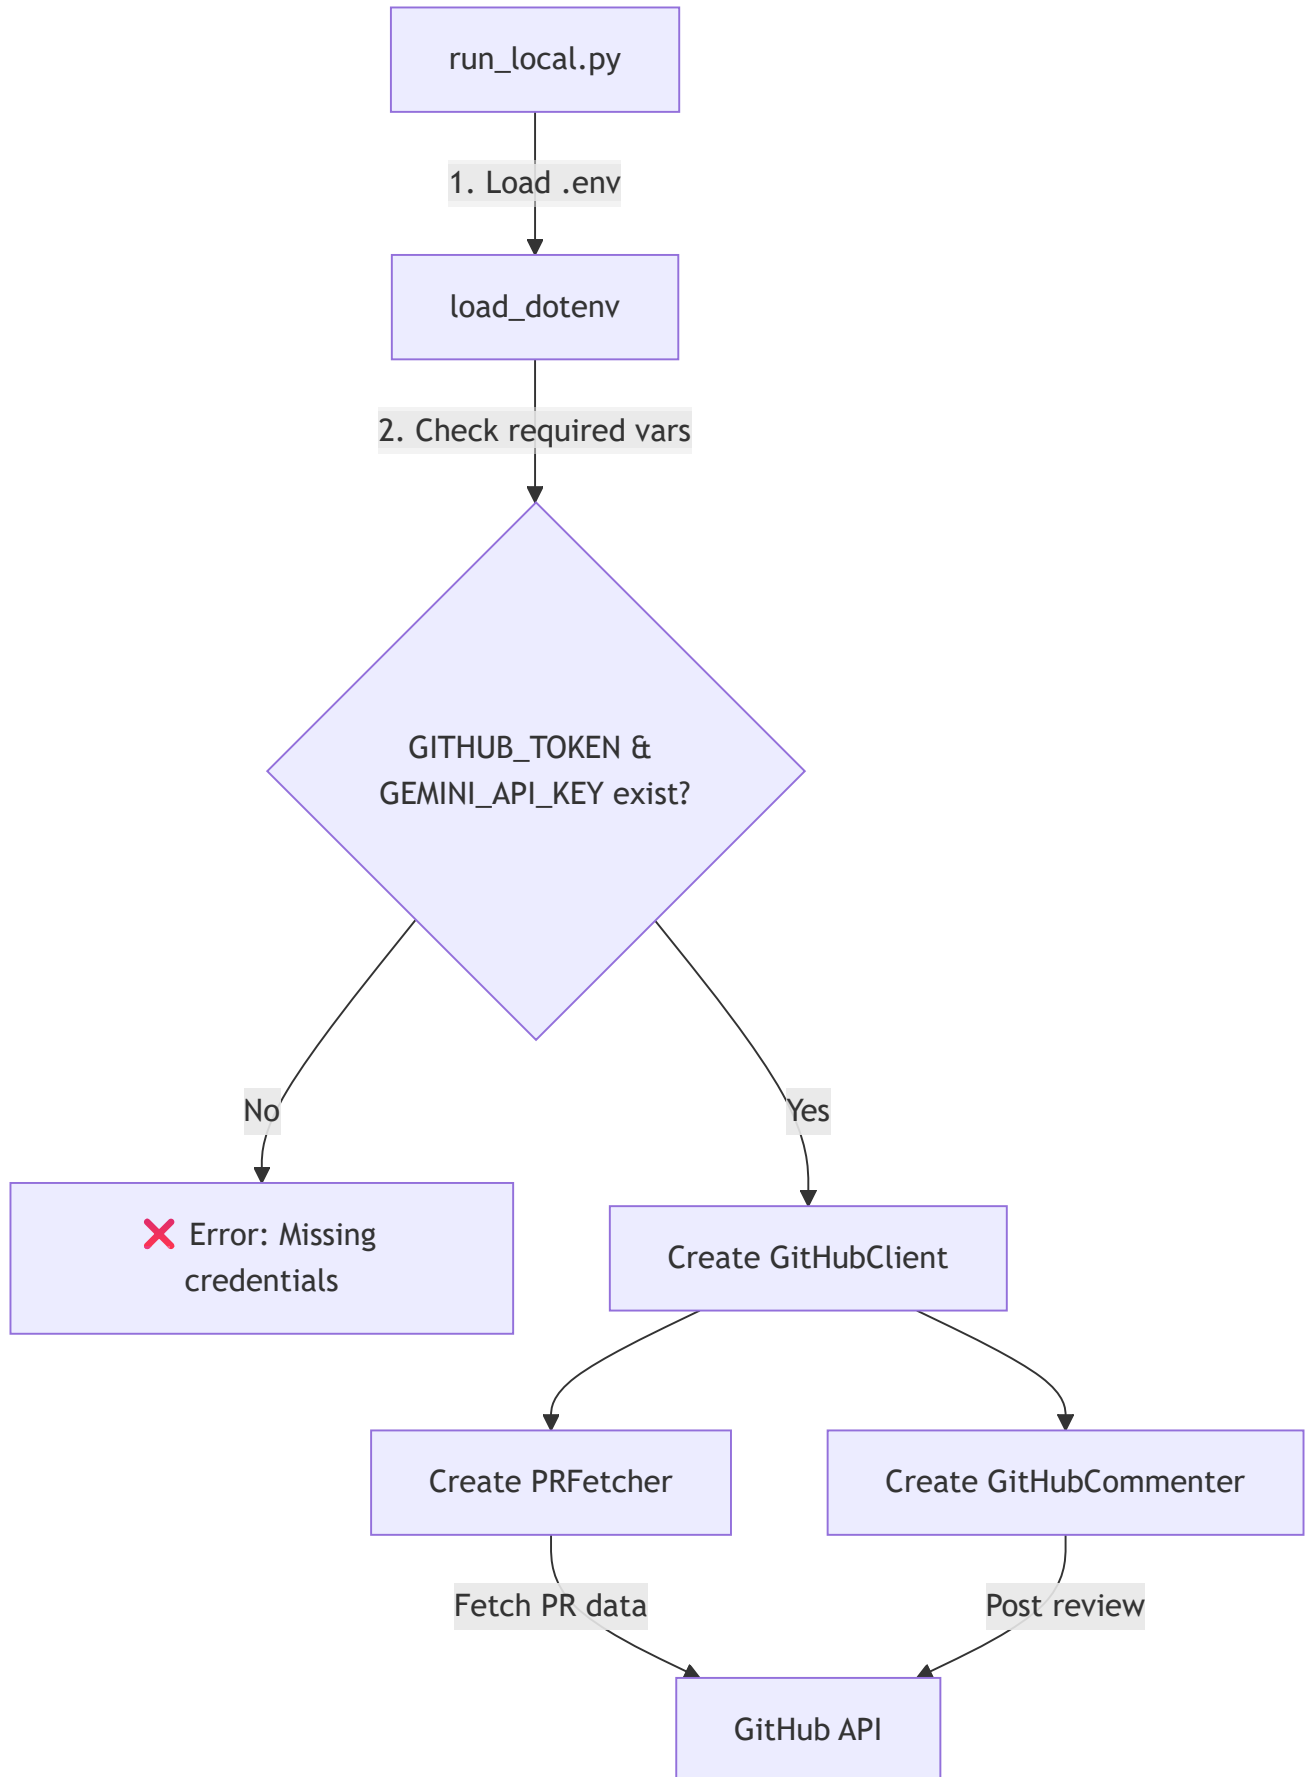 run_local.py
1. Load .env
load_dotenv
2. Check required vars
GITHUB_TOKEN &
GEMINI_API_KEY exist?
No
Yes
❌ Error: Missing
credentials
Create GitHubClient
Create PRFetcher
Create GitHubCommenter
Fetch PR data
Post review
GitHub API